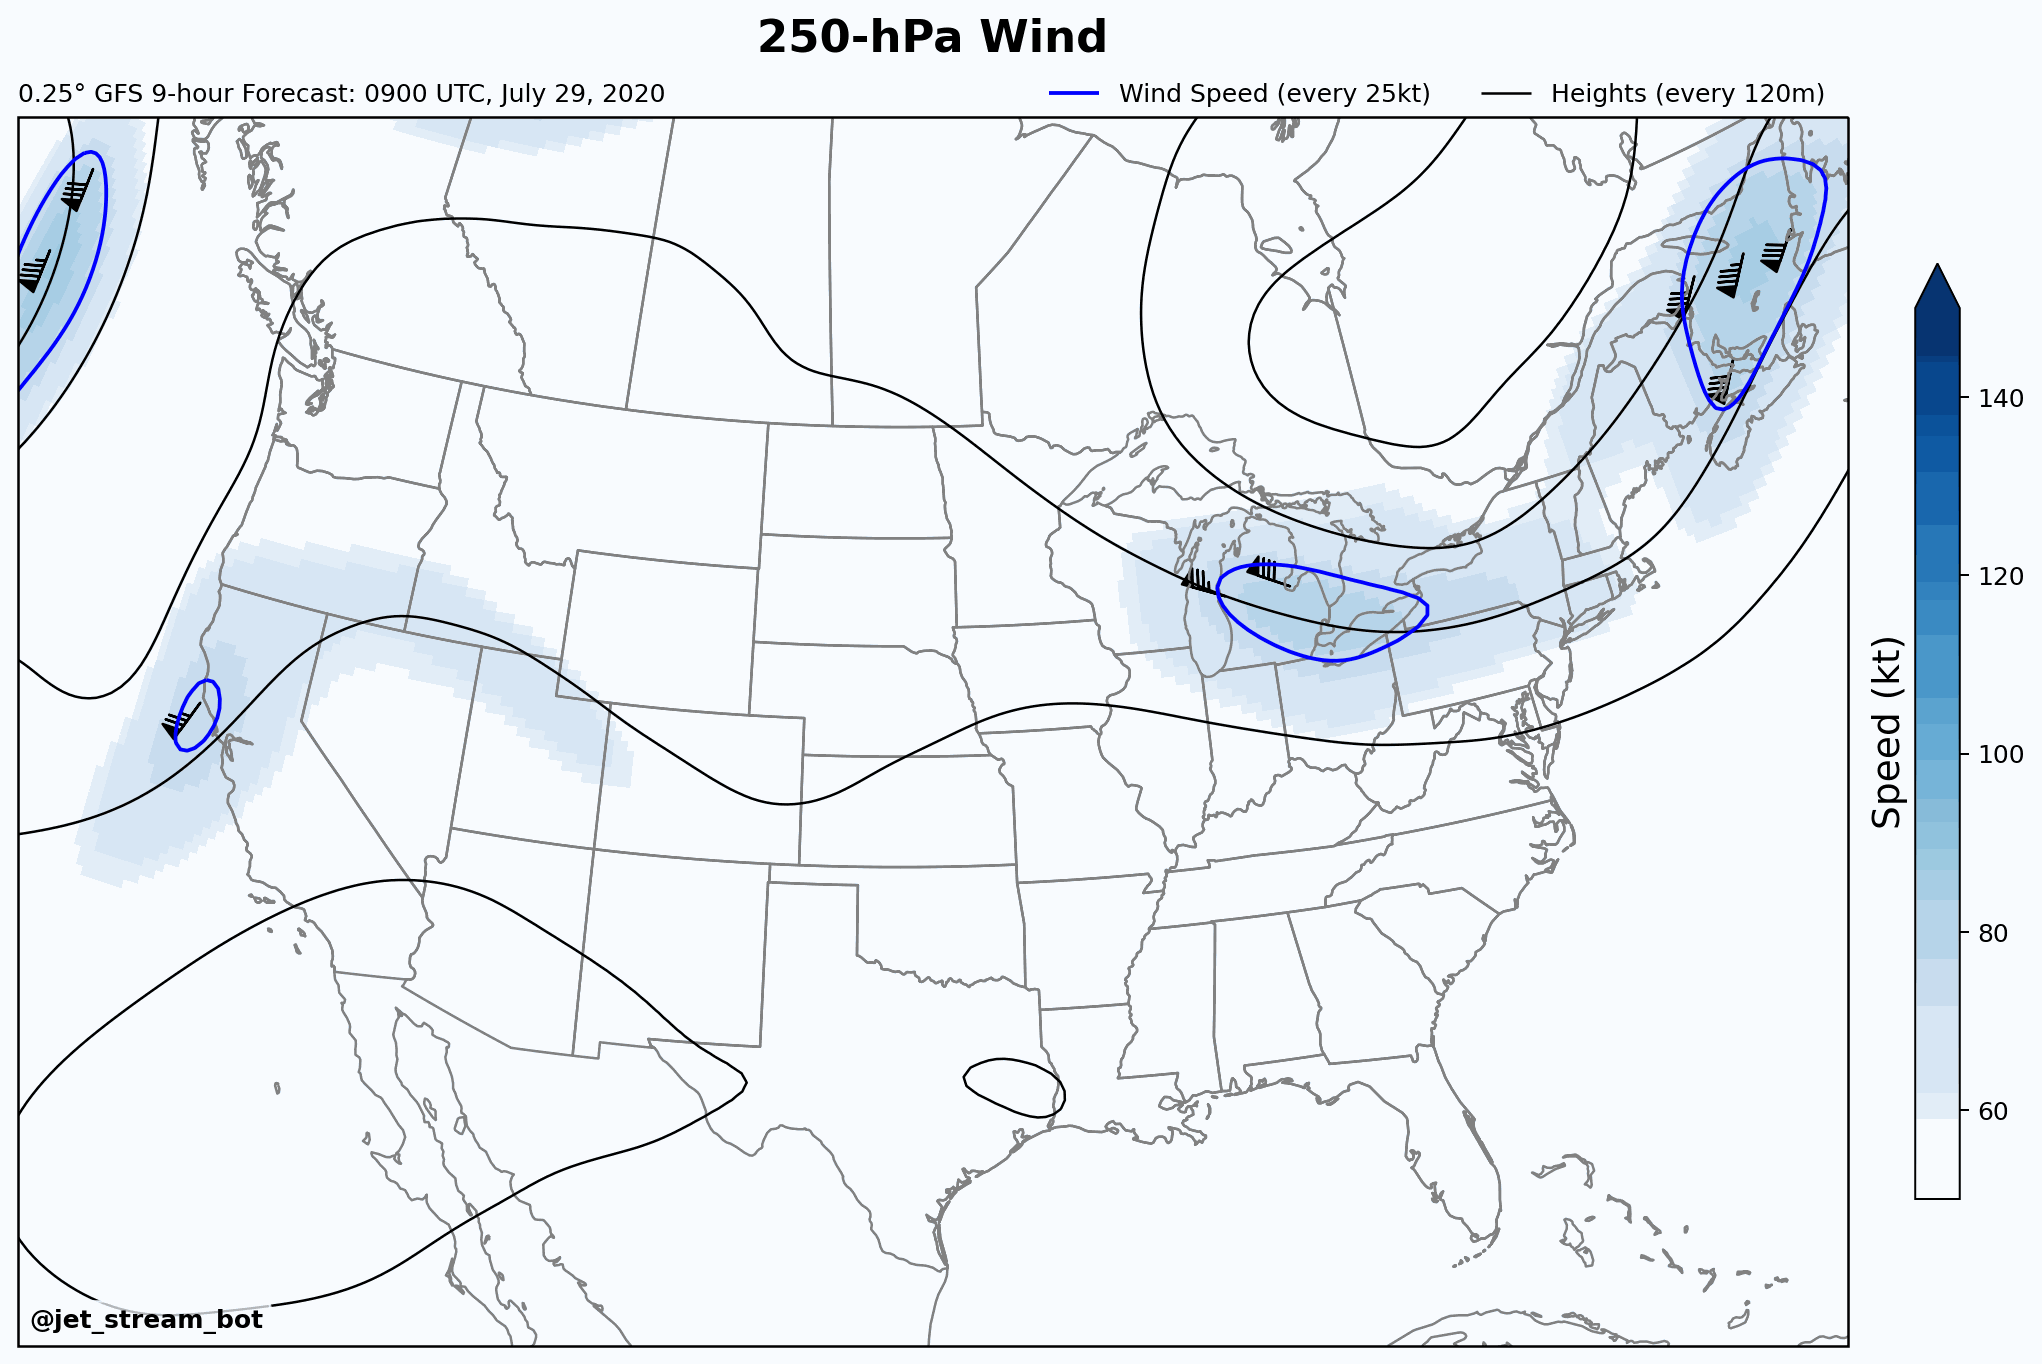 250-hPa Wind
0.25° GFS 9-hour Forecast: 0900 UTC, July 29, 2020
Wind Speed (every 25kt)
Heights (every 120m)
140
120
100
80
60
Speed (kt)
@jet_stream_bot